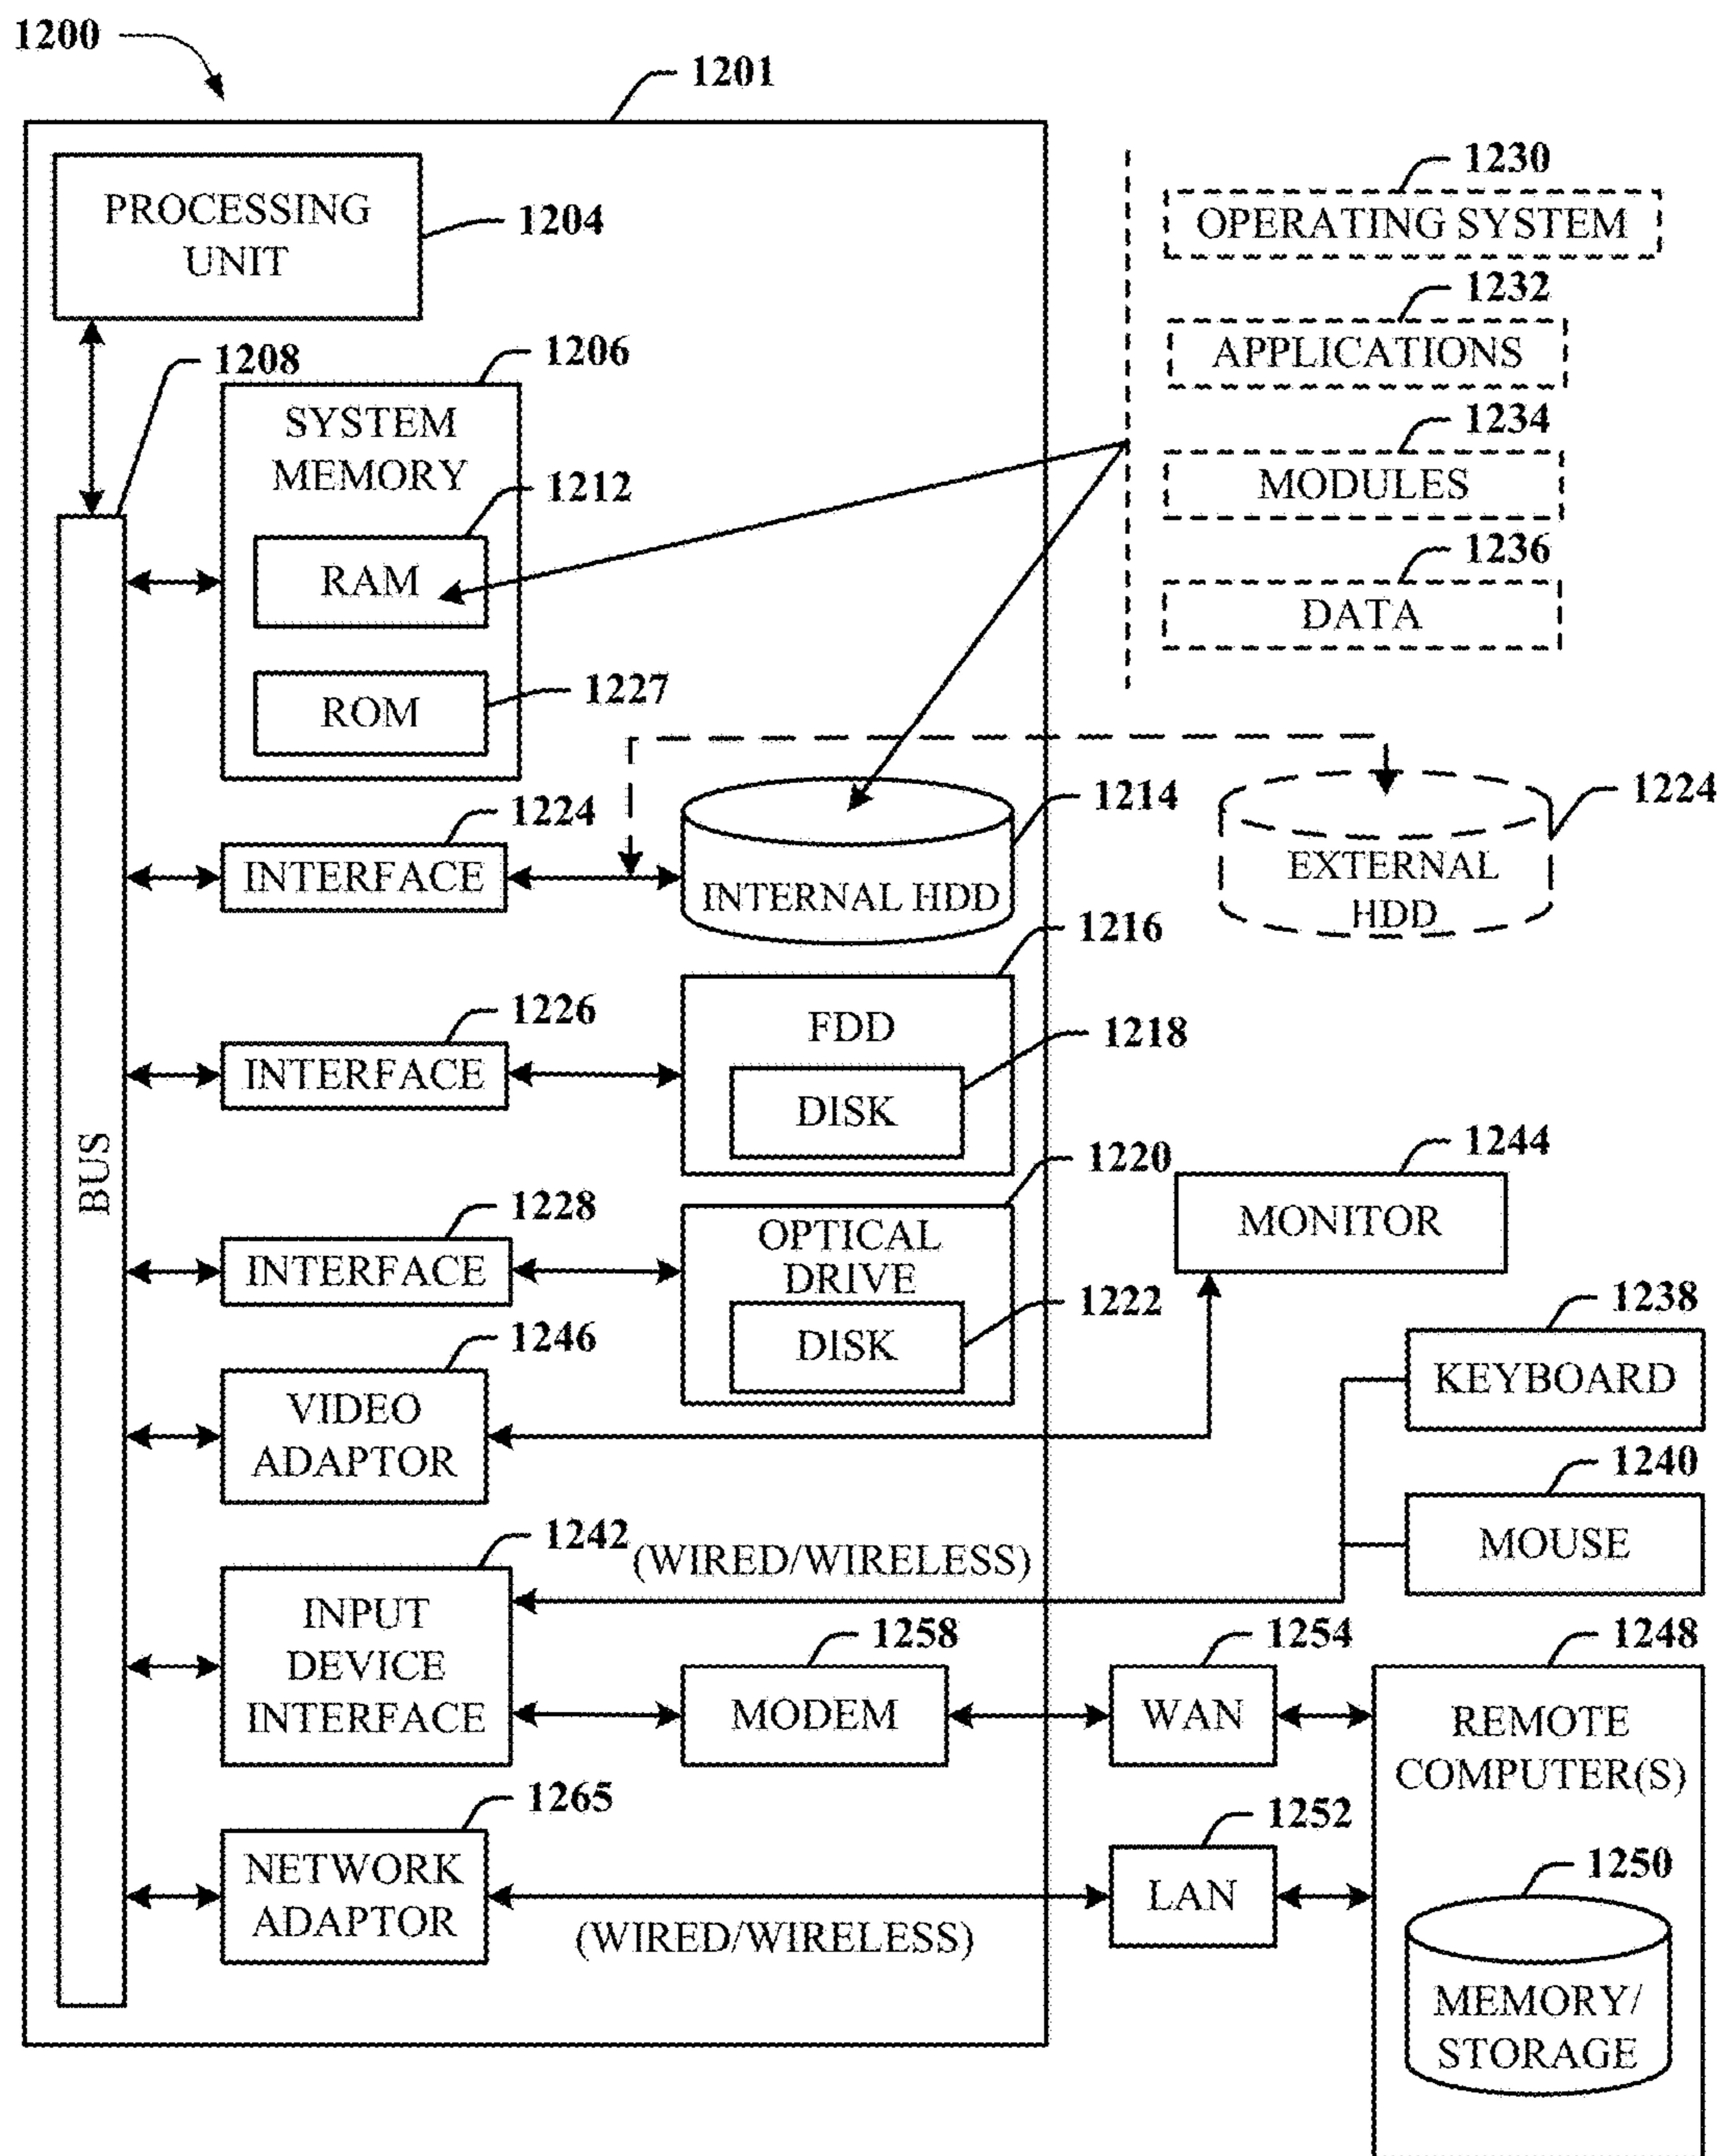 1200
1201
PROCESSING
UNIT
1204
1208
1206
SYSTEM
MEMORY
1212
RAM
ROM
1227
1230
OPERATING SYSTEM
1232
APPLICATIONS
1234
MODULES
1236
DATA
BUS
1224
INTERFACE
INTERNAL HDD
1214
EXTERNAL
HDD
1224
1226
INTERFACE
1216
FDD
1218
DISK
1228
INTERFACE
1220
OPTICAL
DRIVE
1222
DISK
1244
MONITOR
1246
VIDEO
ADAPTOR
1238
KEYBOARD
1240
MOUSE
1242
(WIRED/WIRELESS)
INPUT
DEVICE
INTERFACE
1258
MODEM
1254
WAN
1248
REMOTE
COMPUTER(S)
1265
NETWORK
ADAPTOR
(WIRED/WIRELESS)
1252
LAN
1250
MEMORY/
STORAGE